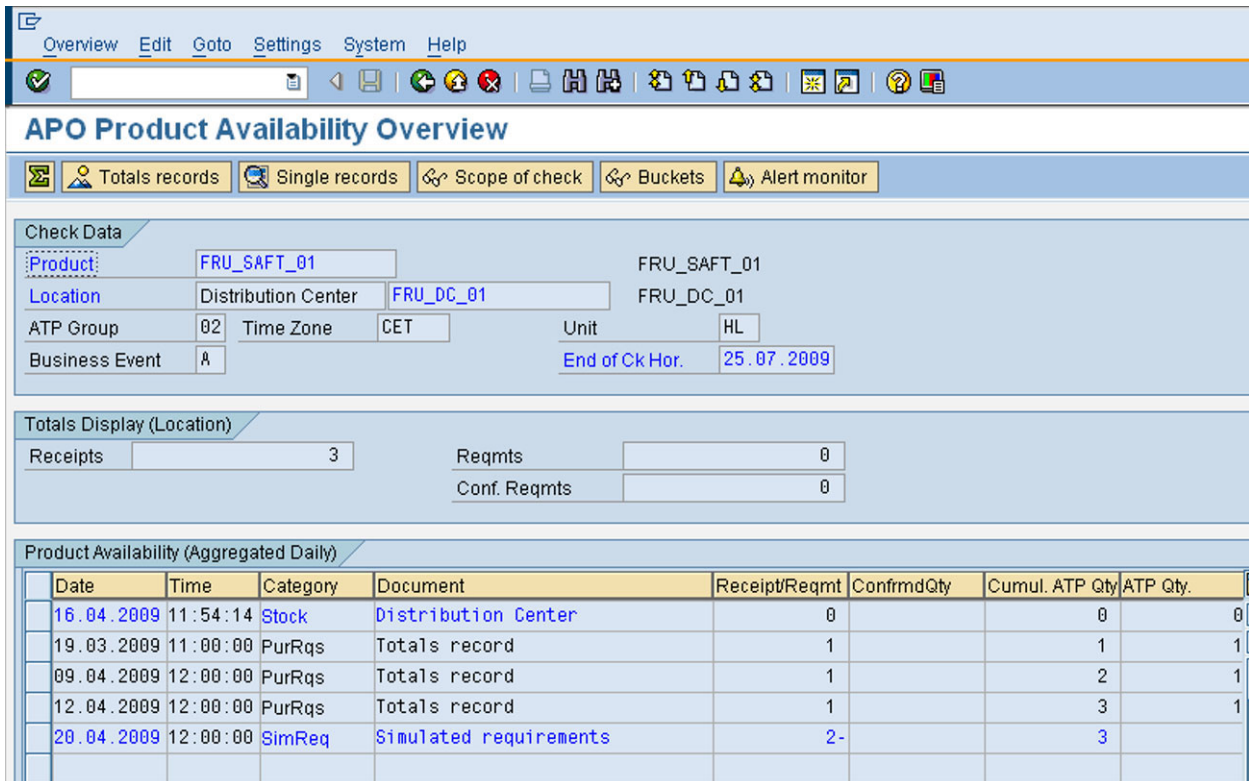 Overview Edit Goto Settings System Help
APO Product Availability Overview
Totals records Single records Scope of check Buckets Alert monitor
Check Data
Product: FRU_SAFT_01 FRU_SAFT_01
Location Distribution Center FRU_DC_01 FRU_DC_01
ATP Group 02 Time Zone CET Unit HL
Business Event A End of Ck Hor. 25.07.2009
Totals Display (Location)
Receipts 3 Reqmts 0
Conf. Reqmts 0
Product Availability (Aggregated Daily)
Date Time Category Document Receipt/Reqmt ConfrmdQty Cumul. ATP Qty ATP Qty.
16.04.2009 11:54:14 Stock Distribution Center 0 0 0
19.03.2009 11:00:00 PurRqs Totals record 1 1 1
09.04.2009 12:00:00 PurRqs Totals record 1 2 1
12.04.2009 12:00:00 PurRqs Totals record 1 3 1
20.04.2009 12:00:00 SimReq Simulated requirements 2- 3